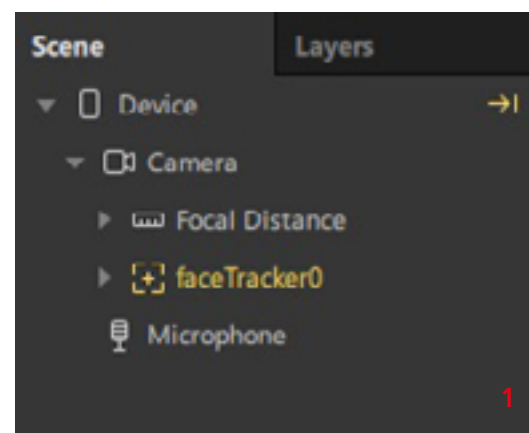 Scene Layers
Device
Camera
Focal Distance
faceTracker0
Microphone
1